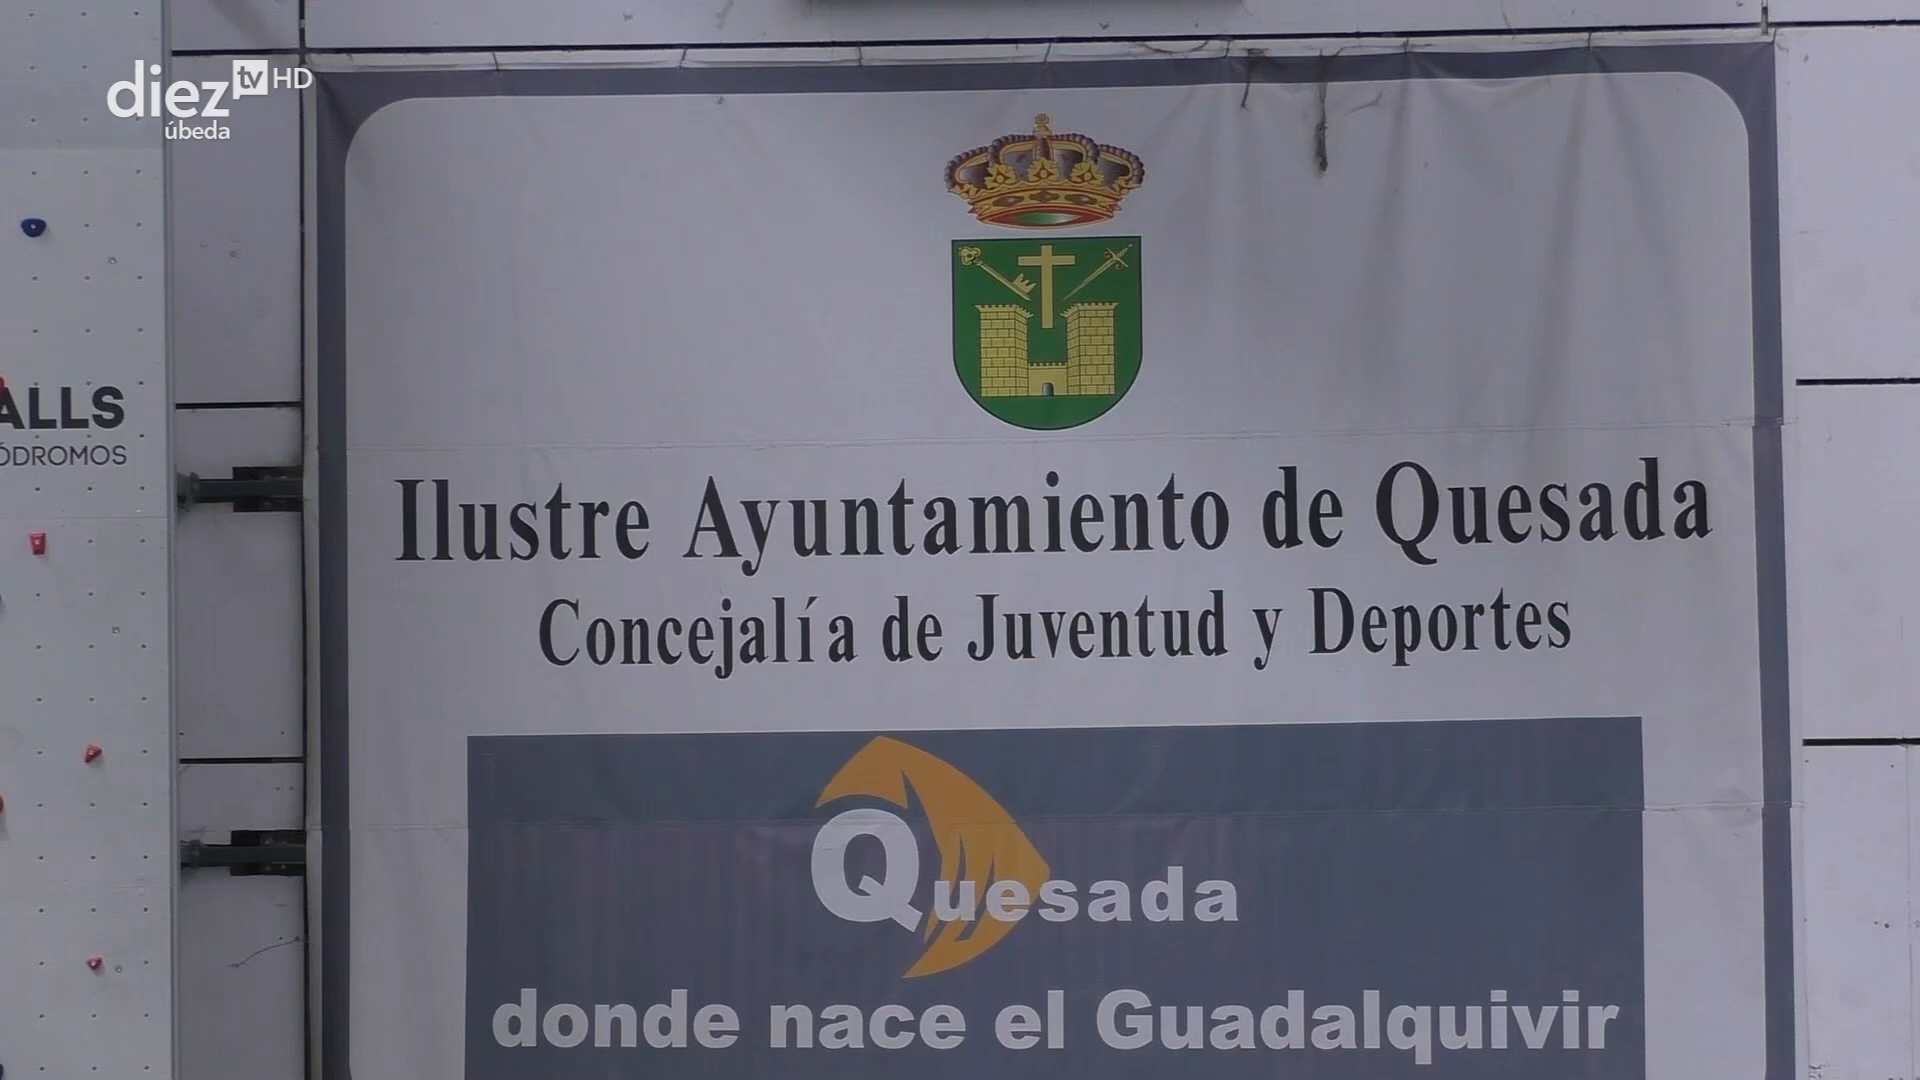 diez tv HD
úbeda
ALLS
ÓDROMOS
Ilustre Ayuntamiento de Quesada
Concejalía de Juventud y Deportes
Quesada
donde nace el Guadalquivir